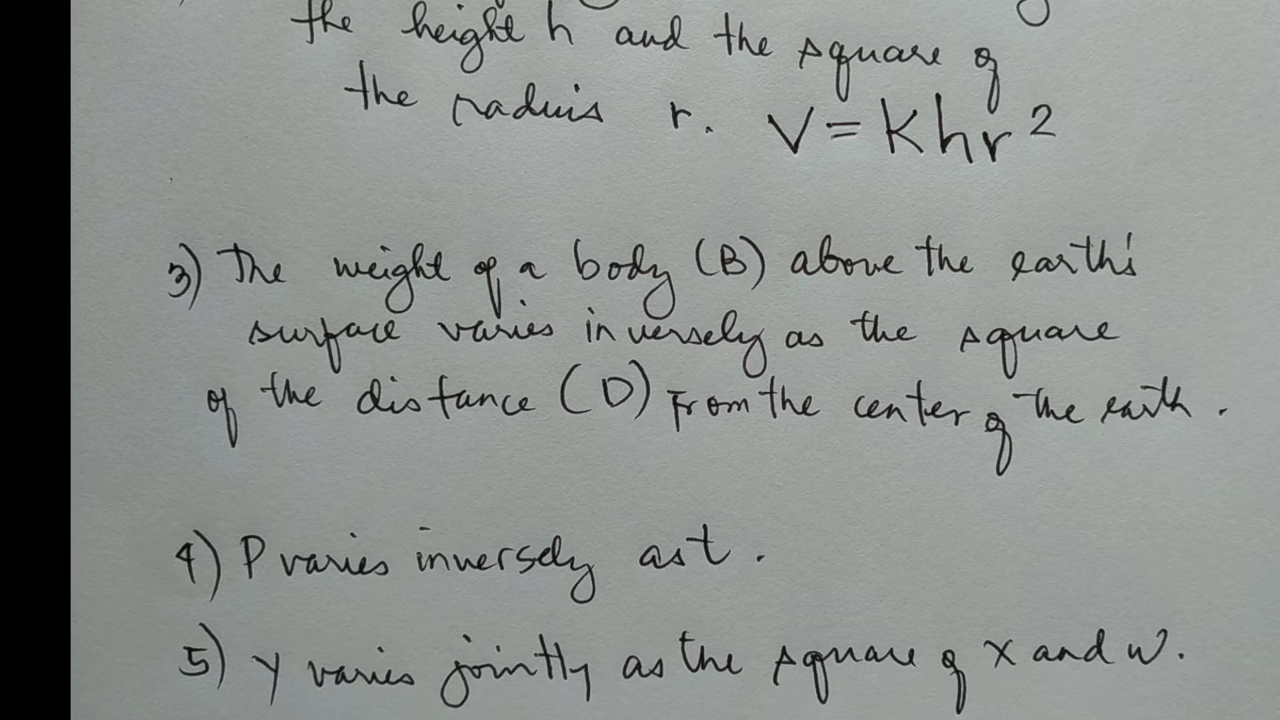 the height h and the square of
the raduis r. V = Khr²
3) The weight of a body (B) above the earth's
surface varies inversely as the square
of the distance (D) From the center of the earth.
4) P varies inversely as t.
5) y varies jointly as the square of x and w.